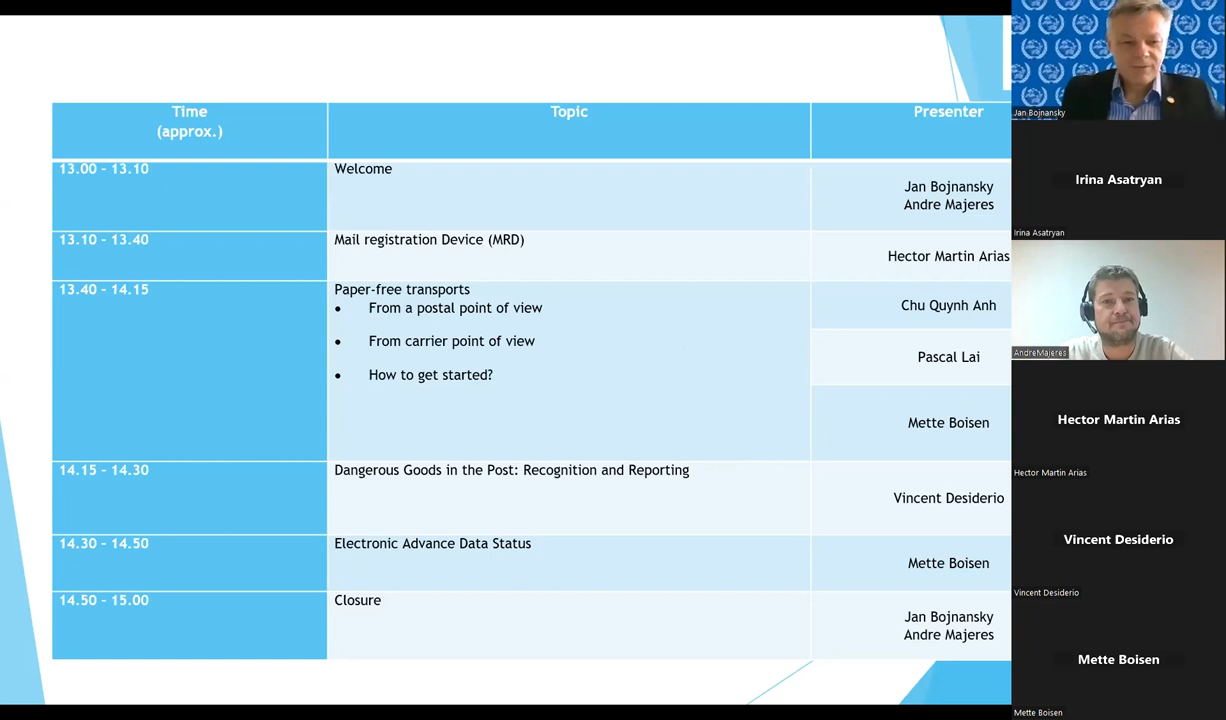 Time
(approx.)
Topic
Presenter
13.00 - 13.10
Welcome
Jan Bojnansky
Andre Majeres
13.10 - 13.40
Mail registration Device (MRD)
Hector Martin Arias
13.40 - 14.15
Paper-free transports
• From a postal point of view
• From carrier point of view
• How to get started?
Chu Quynh Anh
Pascal Lai
Mette Boisen
14.15 - 14.30
Dangerous Goods in the Post: Recognition and Reporting
Vincent Desiderio
14.30 - 14.50
Electronic Advance Data Status
Mette Boisen
14.50 - 15.00
Closure
Jan Bojnansky
Andre Majeres
Jan Bojnansky
Irina Asatryan
Irina Asatryan
AndreMajeres
Hector Martin Arias
Hector Martin Arias
Vincent Desiderio
Vincent Desiderio
Mette Boisen
Mette Boisen